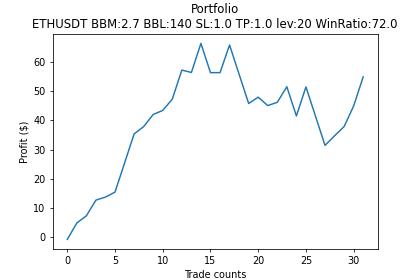 Portfolio
ETHUSDT BBM:2.7 BBL:140 SL:1.0 TP:1.0 lev:20 WinRatio:72.0
60
50
40
30
20
10
0
Profit ($)
0 5 10 15 20 25 30
Trade counts